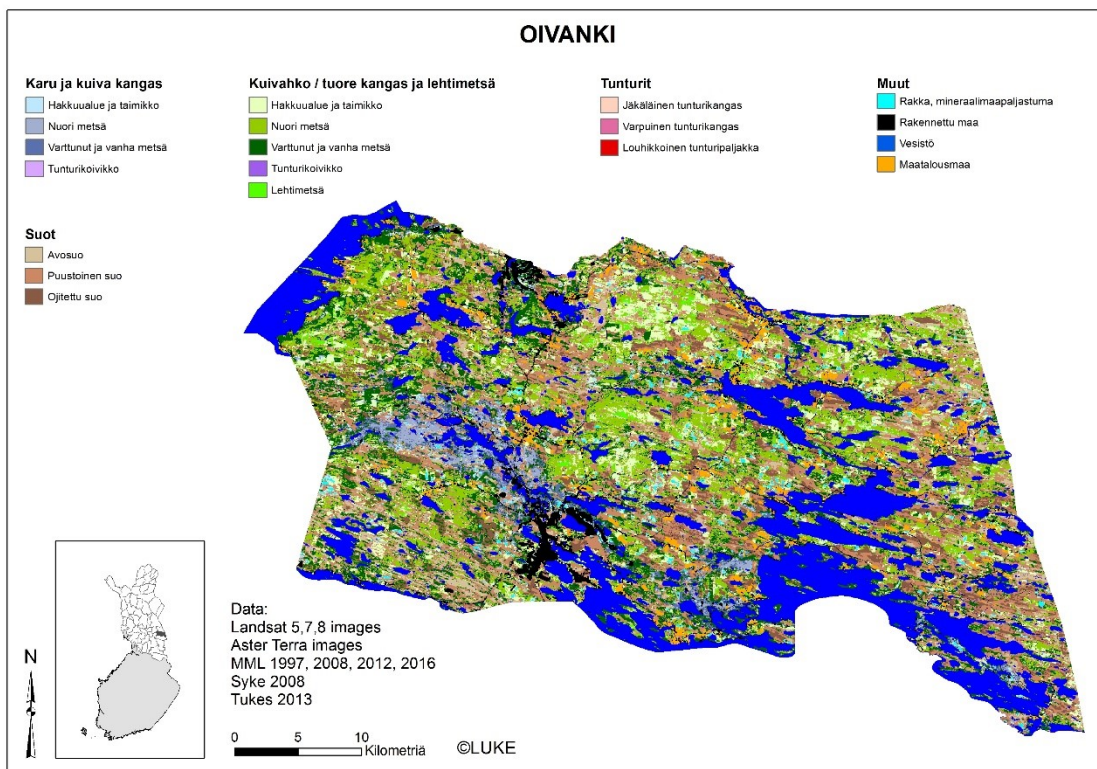 OIVANKI
Karu ja kuiva kangas
Hakkuualue ja taimikko
Nuori metsä
Varttunut ja vanha metsä
Tunturikoivikko
Kuivahko / tuore kangas ja lehtimetsä
Hakkuualue ja taimikko
Nuori metsä
Varttunut ja vanha metsä
Tunturikoivikko
Lehtimetsä
Tunturit
Jäkäläinen tunturikangas
Varpuinen tunturikangas
Louhikkoinen tunturipaljakka
Muut
Rakka, mineraalimaapaljastuma
Rakennettu maa
Vesistö
Maatalousmaa
Suot
Avosuo
Puustoinen suo
Ojitettu suo
N
Data:
Landsat 5,7,8 images
Aster Terra images
MML 1997, 2008, 2012, 2016
Syke 2008
Tukes 2013
0 5 10
Kilometriä
©LUKE